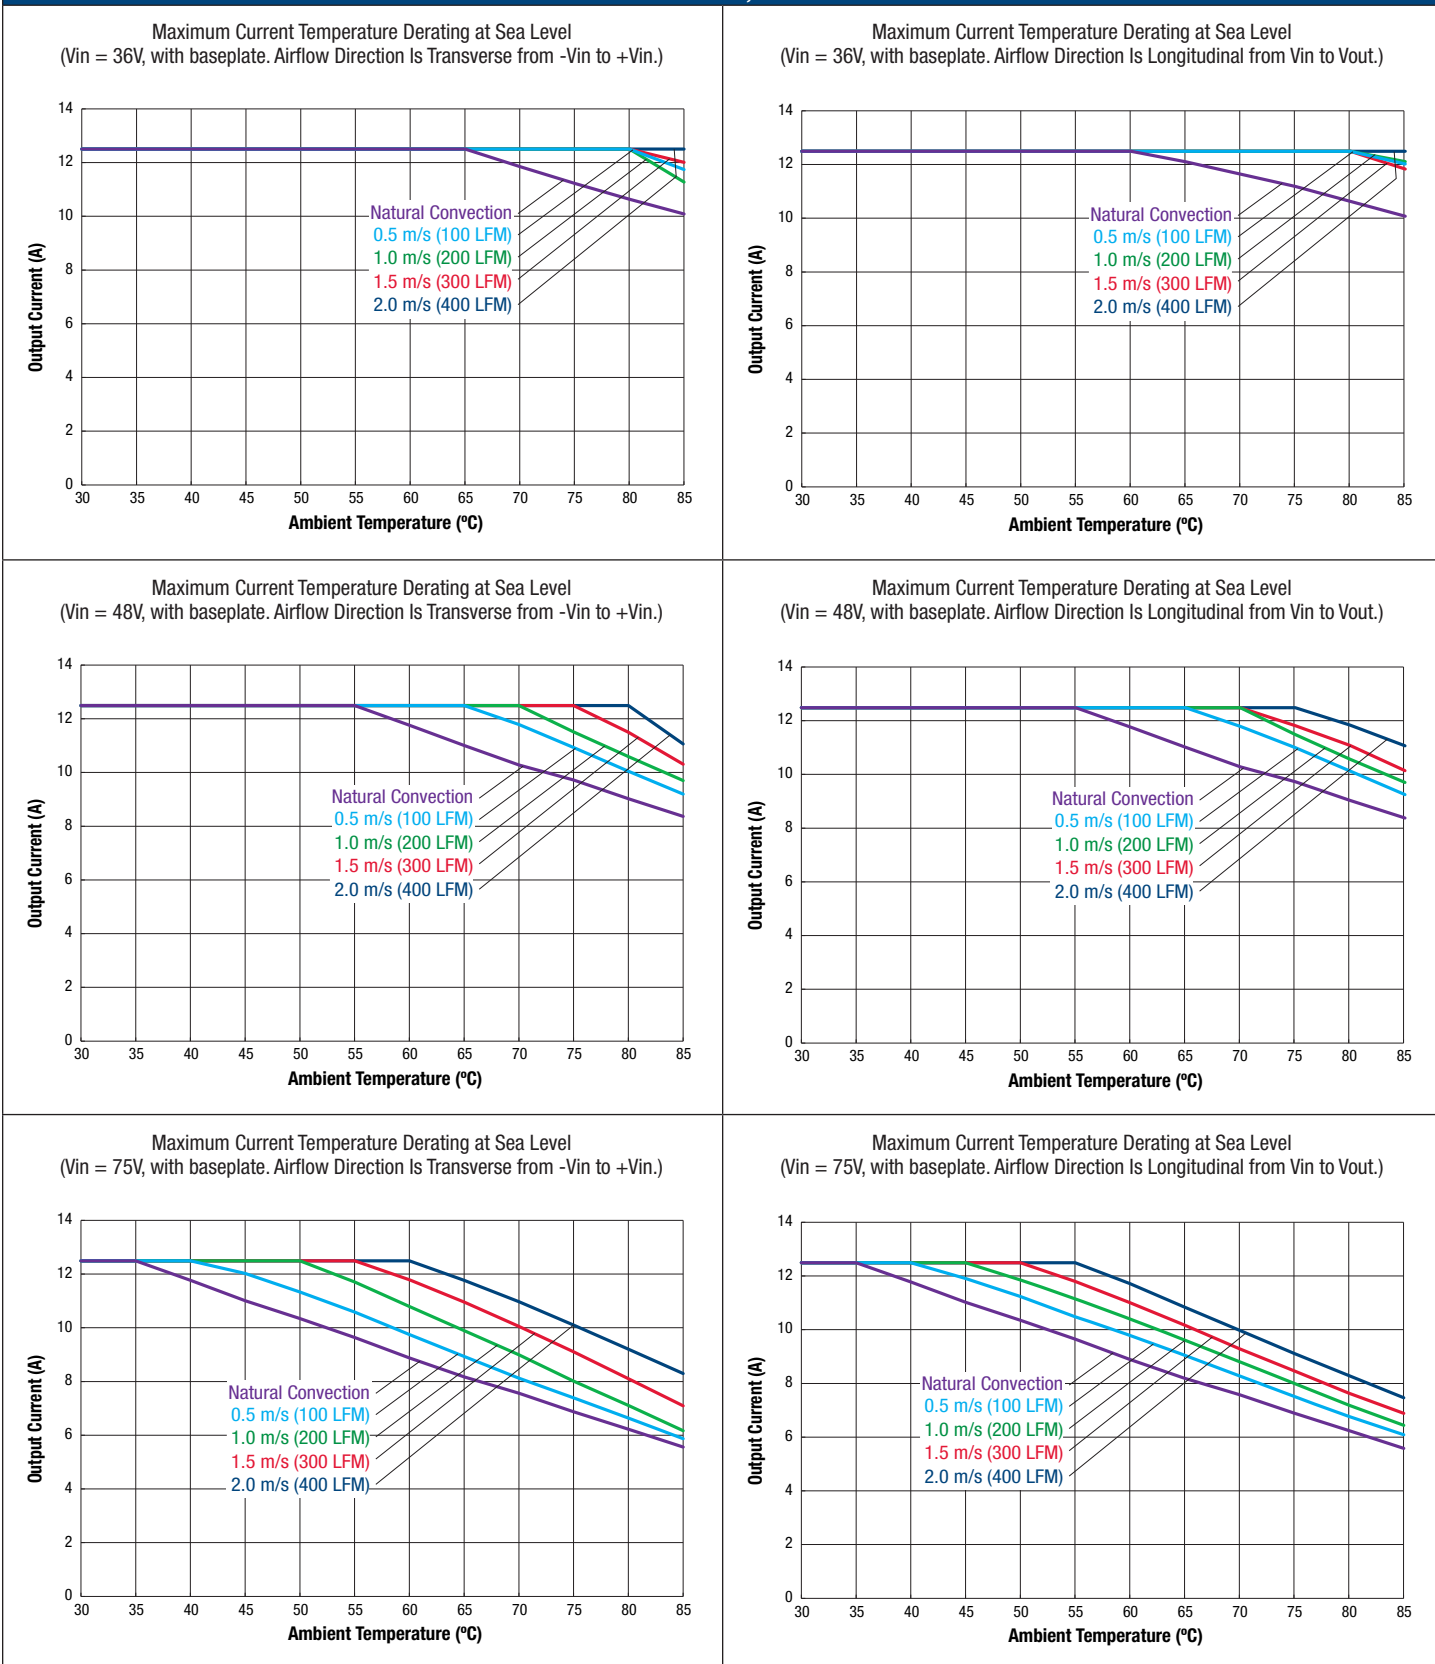 Maximum Current Temperature Derating at Sea Level
(Vin = 36V, with baseplate. Airflow Direction Is Transverse from -Vin to +Vin.)
14
12
10
8
6
4
2
0
Output Current (A)
Natural Convection
0.5 m/s (100 LFM)
1.0 m/s (200 LFM)
1.5 m/s (300 LFM)
2.0 m/s (400 LFM)
30 35 40 45 50 55 60 65 70 75 80 85
Ambient Temperature (ºC)
Maximum Current Temperature Derating at Sea Level
(Vin = 36V, with baseplate. Airflow Direction Is Longitudinal from Vin to Vout.)
14
12
10
8
6
4
2
0
Output Current (A)
Natural Convection
0.5 m/s (100 LFM)
1.0 m/s (200 LFM)
1.5 m/s (300 LFM)
2.0 m/s (400 LFM)
30 35 40 45 50 55 60 65 70 75 80 85
Ambient Temperature (ºC)
Maximum Current Temperature Derating at Sea Level
(Vin = 48V, with baseplate. Airflow Direction Is Transverse from -Vin to +Vin.)
14
12
10
8
6
4
2
0
Output Current (A)
Natural Convection
0.5 m/s (100 LFM)
1.0 m/s (200 LFM)
1.5 m/s (300 LFM)
2.0 m/s (400 LFM)
30 35 40 45 50 55 60 65 70 75 80 85
Ambient Temperature (ºC)
Maximum Current Temperature Derating at Sea Level
(Vin = 48V, with baseplate. Airflow Direction Is Longitudinal from Vin to Vout.)
14
12
10
8
6
4
2
0
Output Current (A)
Natural Convection
0.5 m/s (100 LFM)
1.0 m/s (200 LFM)
1.5 m/s (300 LFM)
2.0 m/s (400 LFM)
30 35 40 45 50 55 60 65 70 75 80 85
Ambient Temperature (ºC)
Maximum Current Temperature Derating at Sea Level
(Vin = 75V, with baseplate. Airflow Direction Is Transverse from -Vin to +Vin.)
14
12
10
8
6
4
2
0
Output Current (A)
Natural Convection
0.5 m/s (100 LFM)
1.0 m/s (200 LFM)
1.5 m/s (300 LFM)
2.0 m/s (400 LFM)
30 35 40 45 50 55 60 65 70 75 80 85
Ambient Temperature (ºC)
Maximum Current Temperature Derating at Sea Level
(Vin = 75V, with baseplate. Airflow Direction Is Longitudinal from Vin to Vout.)
14
12
10
8
6
4
2
0
Output Current (A)
Natural Convection
0.5 m/s (100 LFM)
1.0 m/s (200 LFM)
1.5 m/s (300 LFM)
2.0 m/s (400 LFM)
30 35 40 45 50 55 60 65 70 75 80 85
Ambient Temperature (ºC)